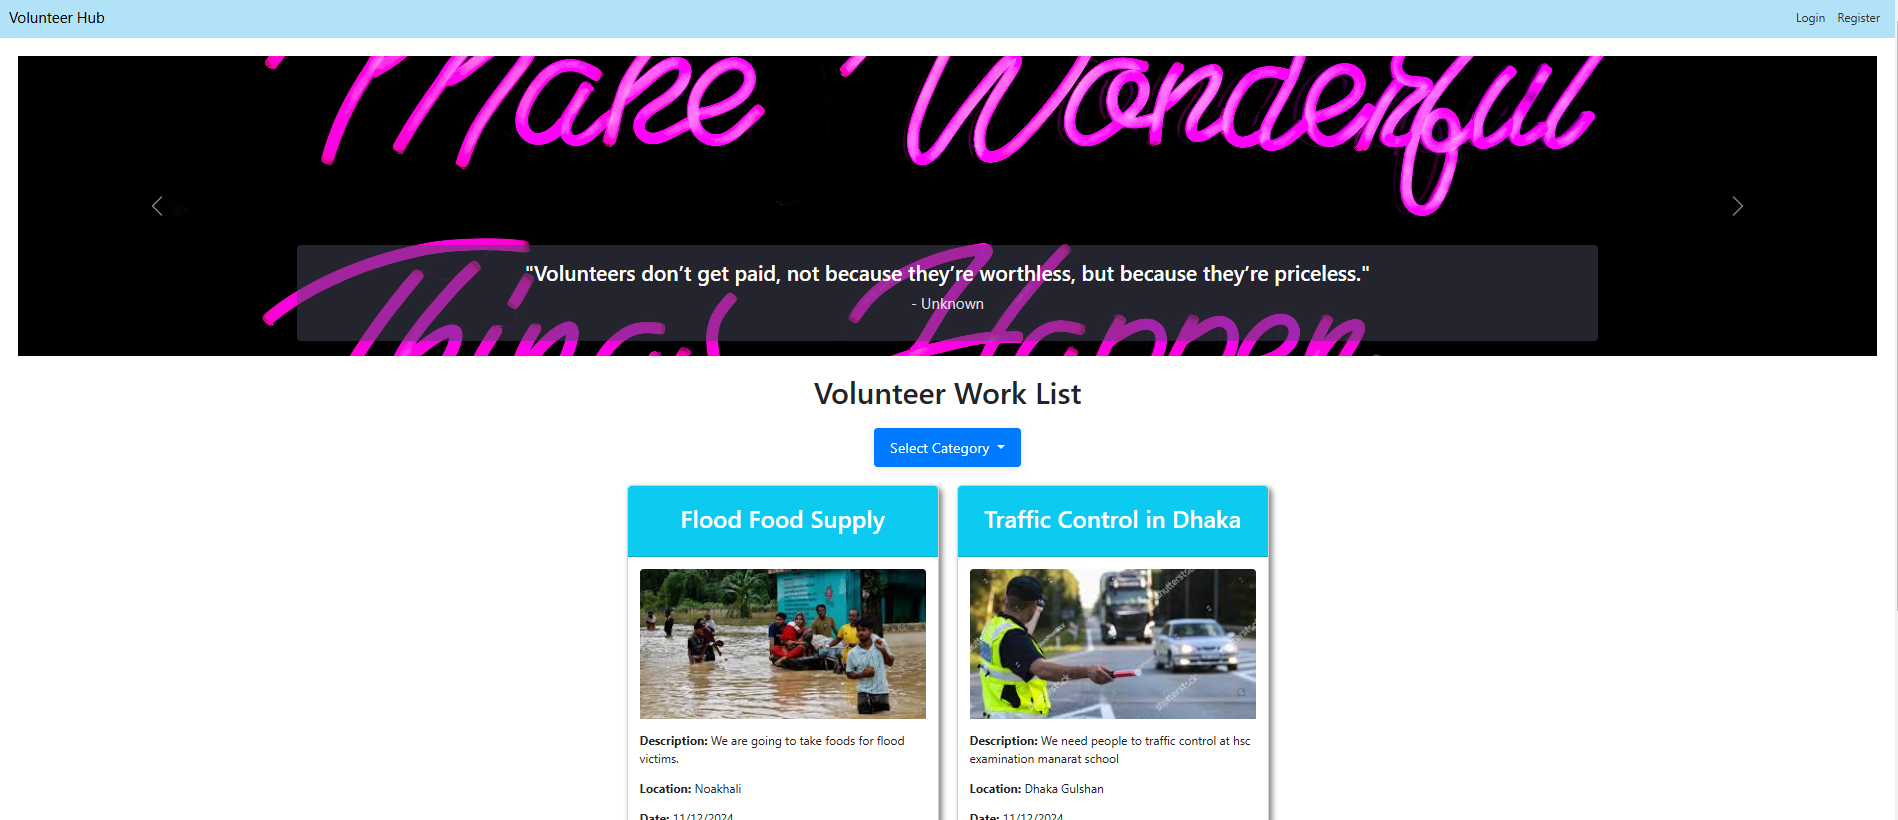 Volunteer Hub
Login Register
Make Wonderful
"Volunteers don’t get paid, not because they’re worthless, but because they’re priceless."
- Unknown
Things Happen
Volunteer Work List
Select Category
Flood Food Supply
Traffic Control in Dhaka
shutterstock
shutterstock
shutterstock
Description: We are going to take foods for flood
victims.
Location: Noakhali
Date: 11/12/2024
Description: We need people to traffic control at hsc
examination manarat school
Location: Dhaka Gulshan
Date: 11/12/2024